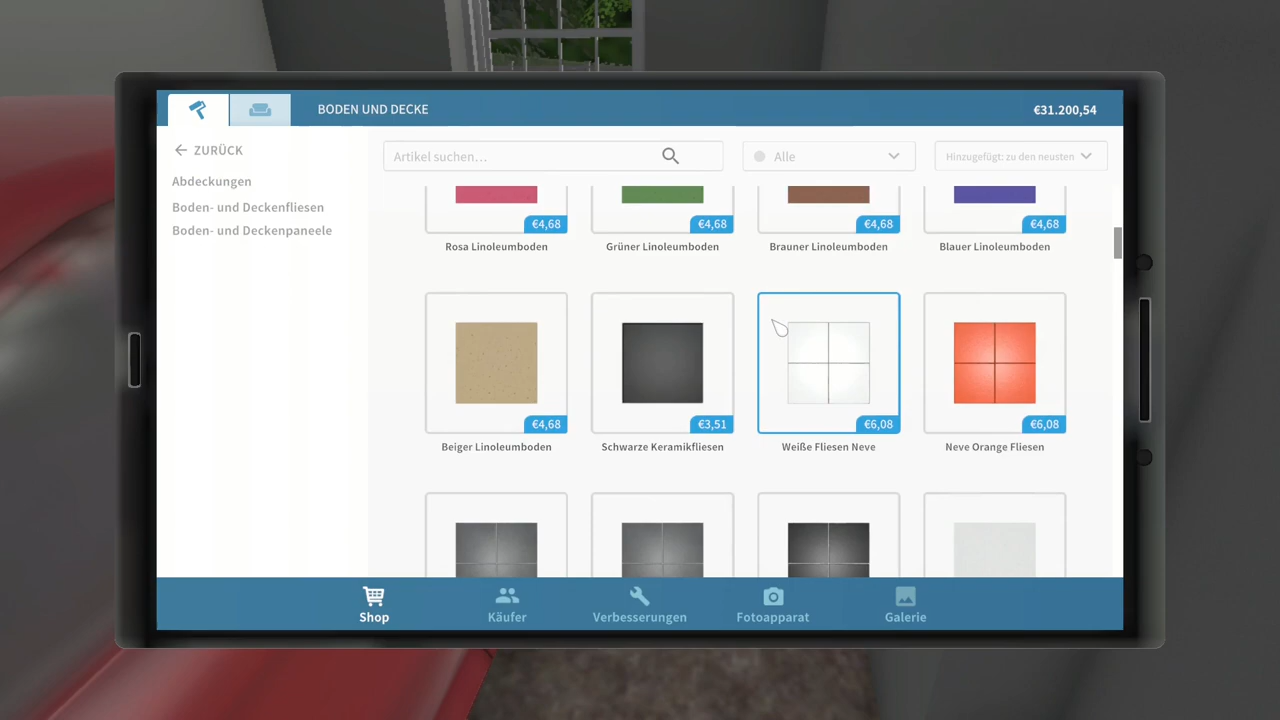 BODEN UND DECKE
€31.200,54
ZURÜCK
Artikel suchen...
Alle
Hinzugefügt: zu den neusten
Abdeckungen
Boden- und Deckenfliesen
Boden- und Deckenpaneele
€4,68
€4,68
€4,68
€4,68
Rosa Linoleumboden
Grüner Linoleumboden
Brauner Linoleumboden
Blauer Linoleumboden
€4,68
€3,51
€6,08
€6,08
Beiger Linoleumboden
Schwarze Keramikfliesen
Weiße Fliesen Neve
Neve Orange Fliesen
Shop
Käufer
Verbesserungen
Fotoapparat
Galerie